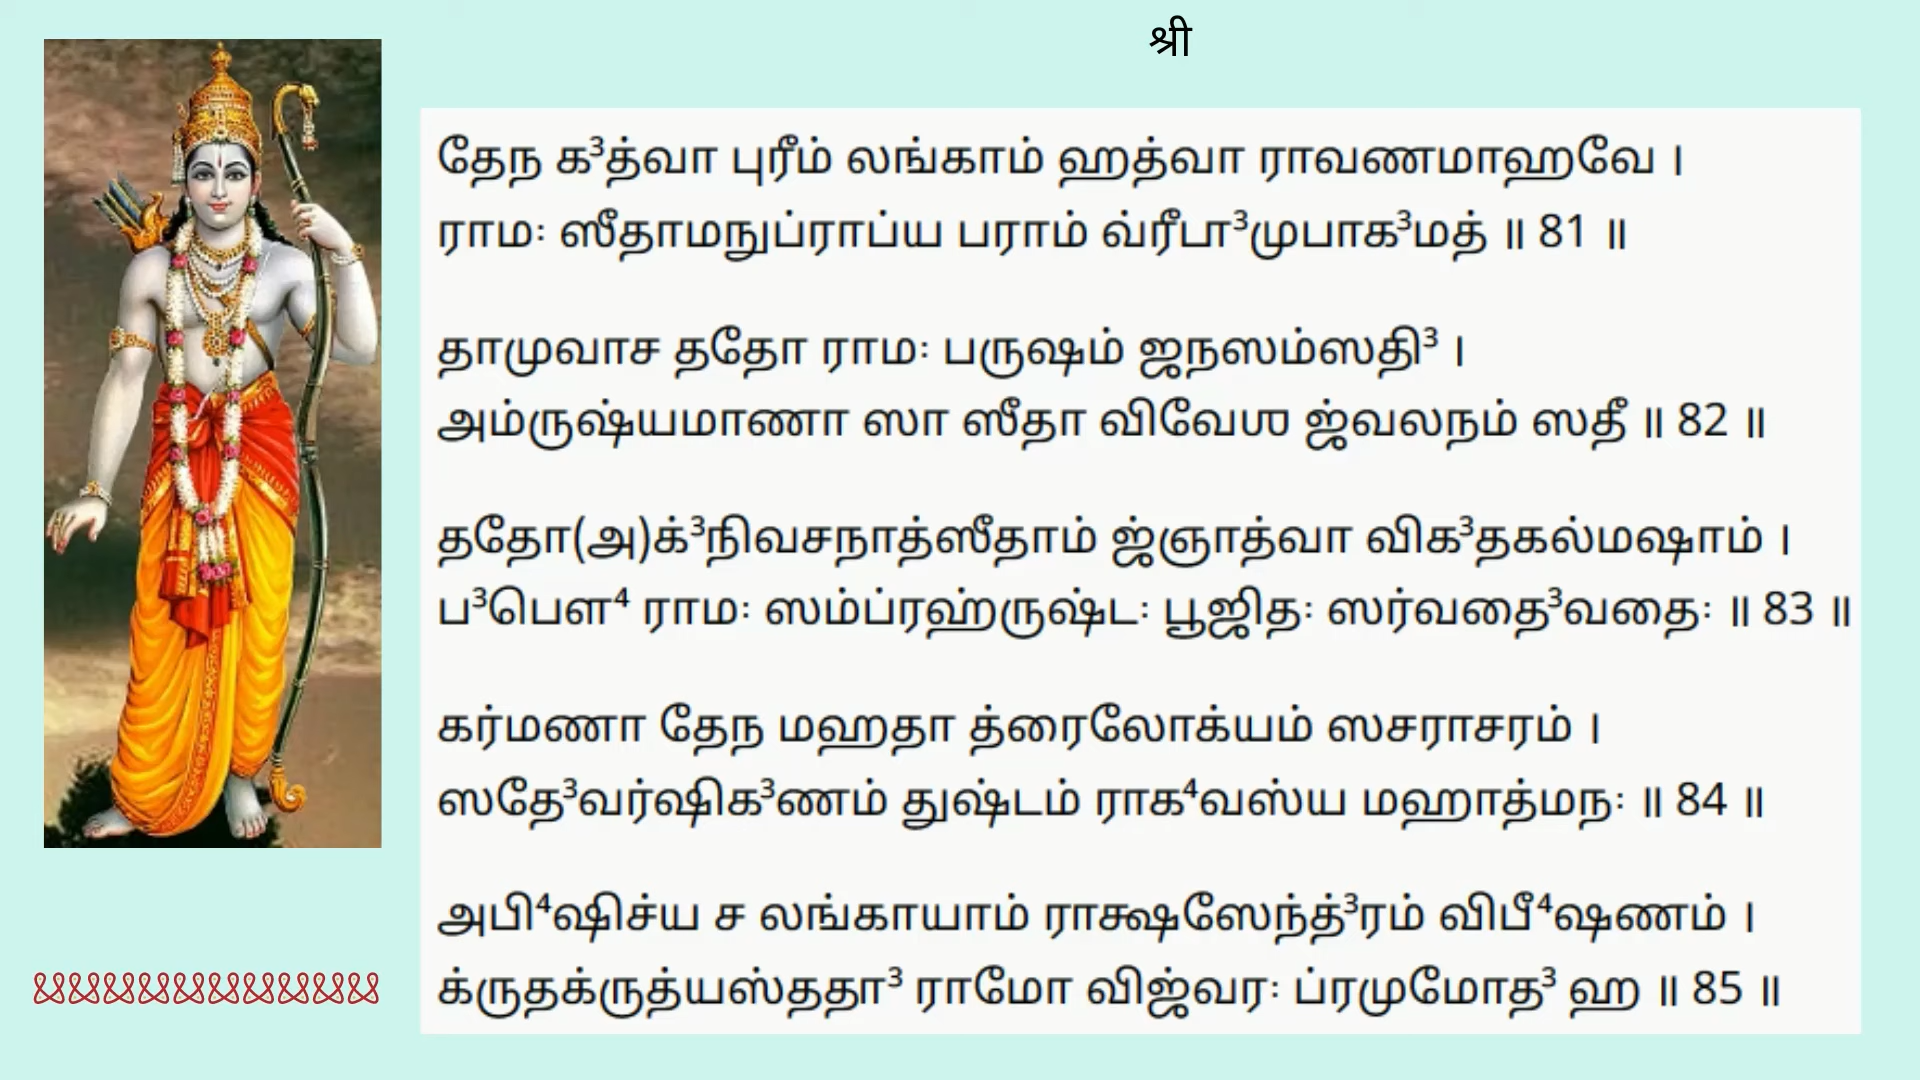 श्री
தேந க³த்வா புரீம் லங்காம் ஹத்வா ராவணமாஹவே ।
ராம: ஸீதாமநுப்ராப்ய பராம் வ்ரீடா³முபாக³மத் ॥ 81 ॥
தாமுவாச ததோ ராம: பருஷம் ஜநஸம்ஸதி³ ।
அம்ருஷ்யமாணா ஸா ஸீதா விவேஶ ஜ்வலநம் ஸதீ ॥ 82 ॥
ததோ(அ)க்³நிவசநாத்ஸீதாம் ஜ்ஞாத்வா விக³தகல்மஷாம் ।
ப³பௌ⁴ ராம: ஸம்ப்ரஹ்ருஷ்ட: பூஜித: ஸர்வதை³வதை: ॥ 83 ॥
கர்மணா தேந மஹதா த்ரைலோக்யம் ஸசராசரம் ।
ஸதே³வர்ஷிக³ணம் துஷ்டம் ராக⁴வஸ்ய மஹாத்மந: ॥ 84 ॥
அபி⁴ஷிச்ய ச லங்காயாம் ராக்ஷஸேந்த்³ரம் விபீ⁴ஷணம் ।
க்ருதக்ருத்யஸ்ததா³ ராமோ விஜ்வர: ப்ரமுமோத³ ஹ ॥ 85 ॥